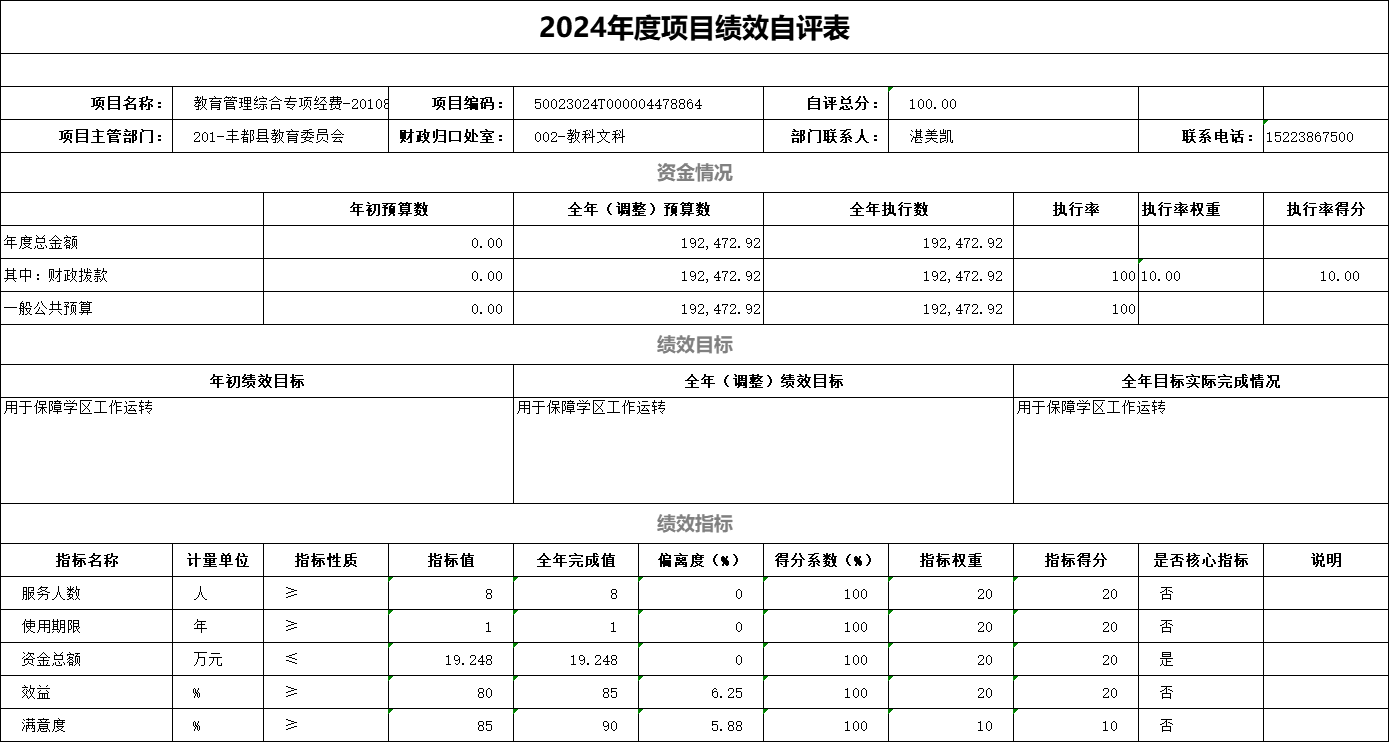 2024年度项目绩效自评表
项目名称： 教育管理综合专项经费-20108 项目编码： 50023024T000004478864 自评总分： 100.00
项目主管部门： 201-丰都县教育委员会 财政归口处室： 002-教科文科 部门联系人： 湛美凯 联系电话： 15223867500
资金情况
年初预算数 全年（调整）预算数 全年执行数 执行率 执行率权重 执行率得分
年度总金额 0.00 192,472.92 192,472.92
其中：财政拨款 0.00 192,472.92 192,472.92 100 10.00 10.00
一般公共预算 0.00 192,472.92 192,472.92 100
绩效目标
年初绩效目标 全年（调整）绩效目标 全年目标实际完成情况
用于保障学区工作运转 用于保障学区工作运转 用于保障学区工作运转
绩效指标
指标名称 计量单位 指标性质 指标值 全年完成值 偏离度（%） 得分系数（%） 指标权重 指标得分 是否核心指标 说明
服务人数 人 ≥ 8 8 0 100 20 20 否
使用期限 年 ≥ 1 1 0 100 20 20 否
资金总额 万元 ≤ 19.248 19.248 0 100 20 20 是
效益 % ≥ 80 85 6.25 100 20 20 否
满意度 % ≥ 85 90 5.88 100 10 10 否